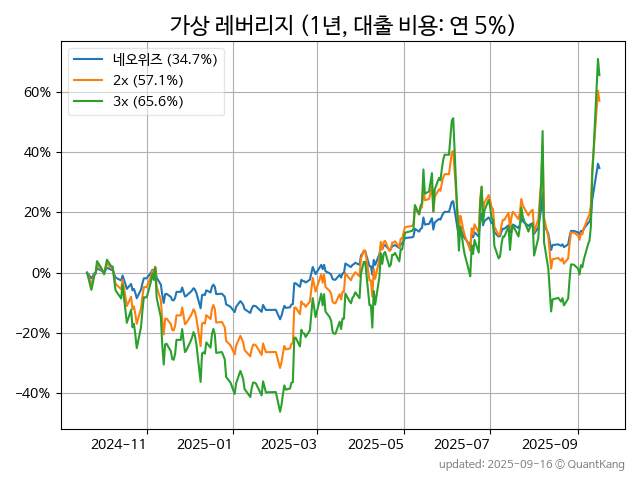 가상 레버리지 (1년, 대출 비용: 연 5%)
네오위즈 (34.7%)
2x (57.1%)
3x (65.6%)
60%
40%
20%
0%
−20%
−40%
2024-11
2025-01
2025-03
2025-05
2025-07
2025-09
updated: 2025-09-16 © QuantKang